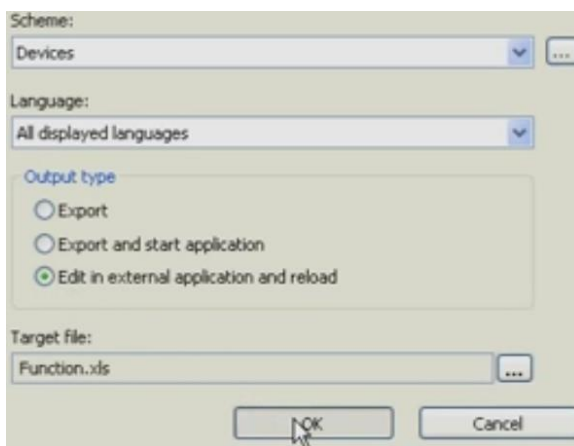 Scheme:
Devices
...
Language:
All displayed languages
Output type
Export
Export and start application
Edit in external application and reload
Target file:
Function.xls
...
OK
Cancel